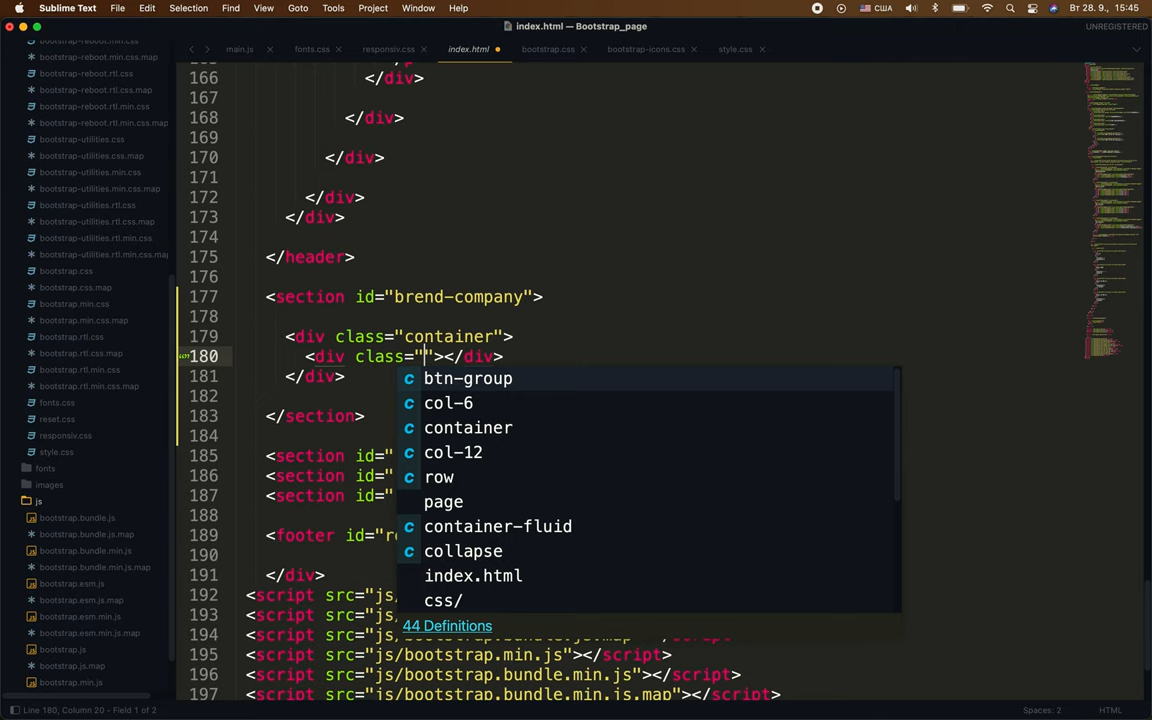 Sublime Text File Edit Selection Find View Goto Tools Project Window Help США Вт 28. 9., 15:45
index.html — Bootstrap_page UNREGISTERED
main.js fonts.css responsiv.css index.html bootstrap.css bootstrap-icons.css style.css
bootstrap-reboot.min.css.map
bootstrap-reboot.rtl.css
bootstrap-reboot.rtl.css.map
bootstrap-reboot.rtl.min.css
bootstrap-reboot.rtl.min.css.map
bootstrap-utilities.css
bootstrap-utilities.css.map
bootstrap-utilities.min.css
bootstrap-utilities.min.css.map
bootstrap-utilities.rtl.css
bootstrap-utilities.rtl.css.map
bootstrap-utilities.rtl.min.css
bootstrap-utilities.rtl.min.css.map
bootstrap.css
bootstrap.css.map
bootstrap.min.css
bootstrap.min.css.map
bootstrap.rtl.css
bootstrap.rtl.css.map
bootstrap.rtl.min.css
bootstrap.rtl.min.css.map
fonts.css
reset.css
responsiv.css
style.css
fonts
images
js
bootstrap.bundle.js
bootstrap.bundle.js.map
bootstrap.bundle.min.js
bootstrap.bundle.min.js.map
bootstrap.esm.js
bootstrap.esm.js.map
bootstrap.esm.min.js
bootstrap.esm.min.js.map
bootstrap.js
bootstrap.js.map
bootstrap.min.js
166 </div>
167
168 </div>
169
170 </div>
171
172 </div>
173 </div>
174
175 </header>
176
177 <section id="brend-company">
178
179 <div class="container">
180 <div class=""></div>
181 </div>
182
183 </section>
184
185 <section id="
186 <section id="
187 <section id="
188
189 <footer id="r
190
191 </div>
192 <script src="js/
193 <script src="js/
194 <script src="js/
195 <script src="js/bootstrap.min.js"></script>
196 <script src="js/bootstrap.bundle.min.js"></script>
197 <script src="js/bootstrap.bundle.min.js.map"></script>
c btn-group
c col-6
c container
c col-12
c row
page
c container-fluid
c collapse
index.html
css/
44 Definitions
Line 180, Column 20 - Field 1 of 2 Spaces: 2 HTML